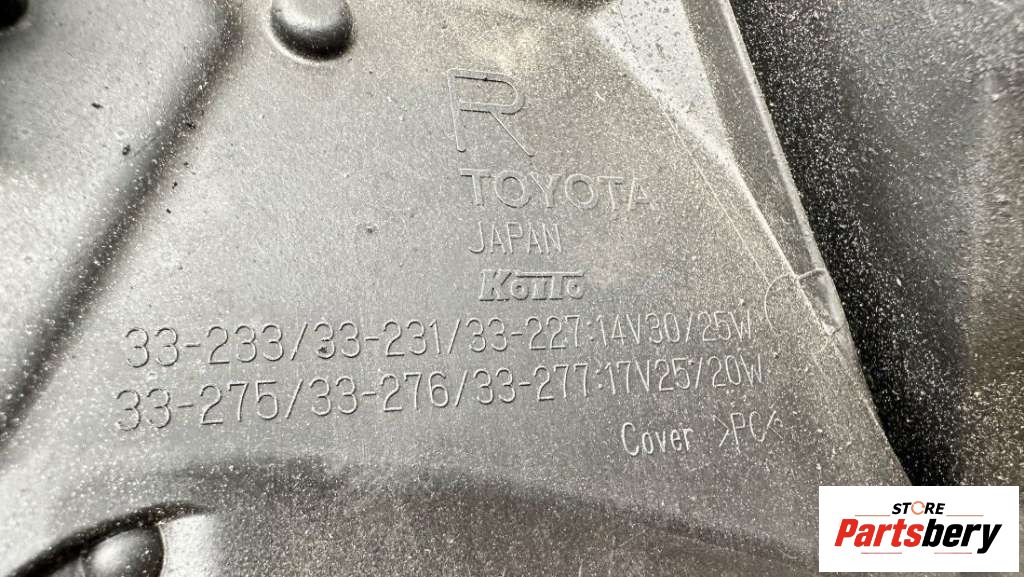 R
TOYOTA
JAPAN
KOITO
33-233/33-231/33-227:14V30/25W
33-275/33-276/33-277:17V25/20W
Cover >PC<
STORE
Partsbery